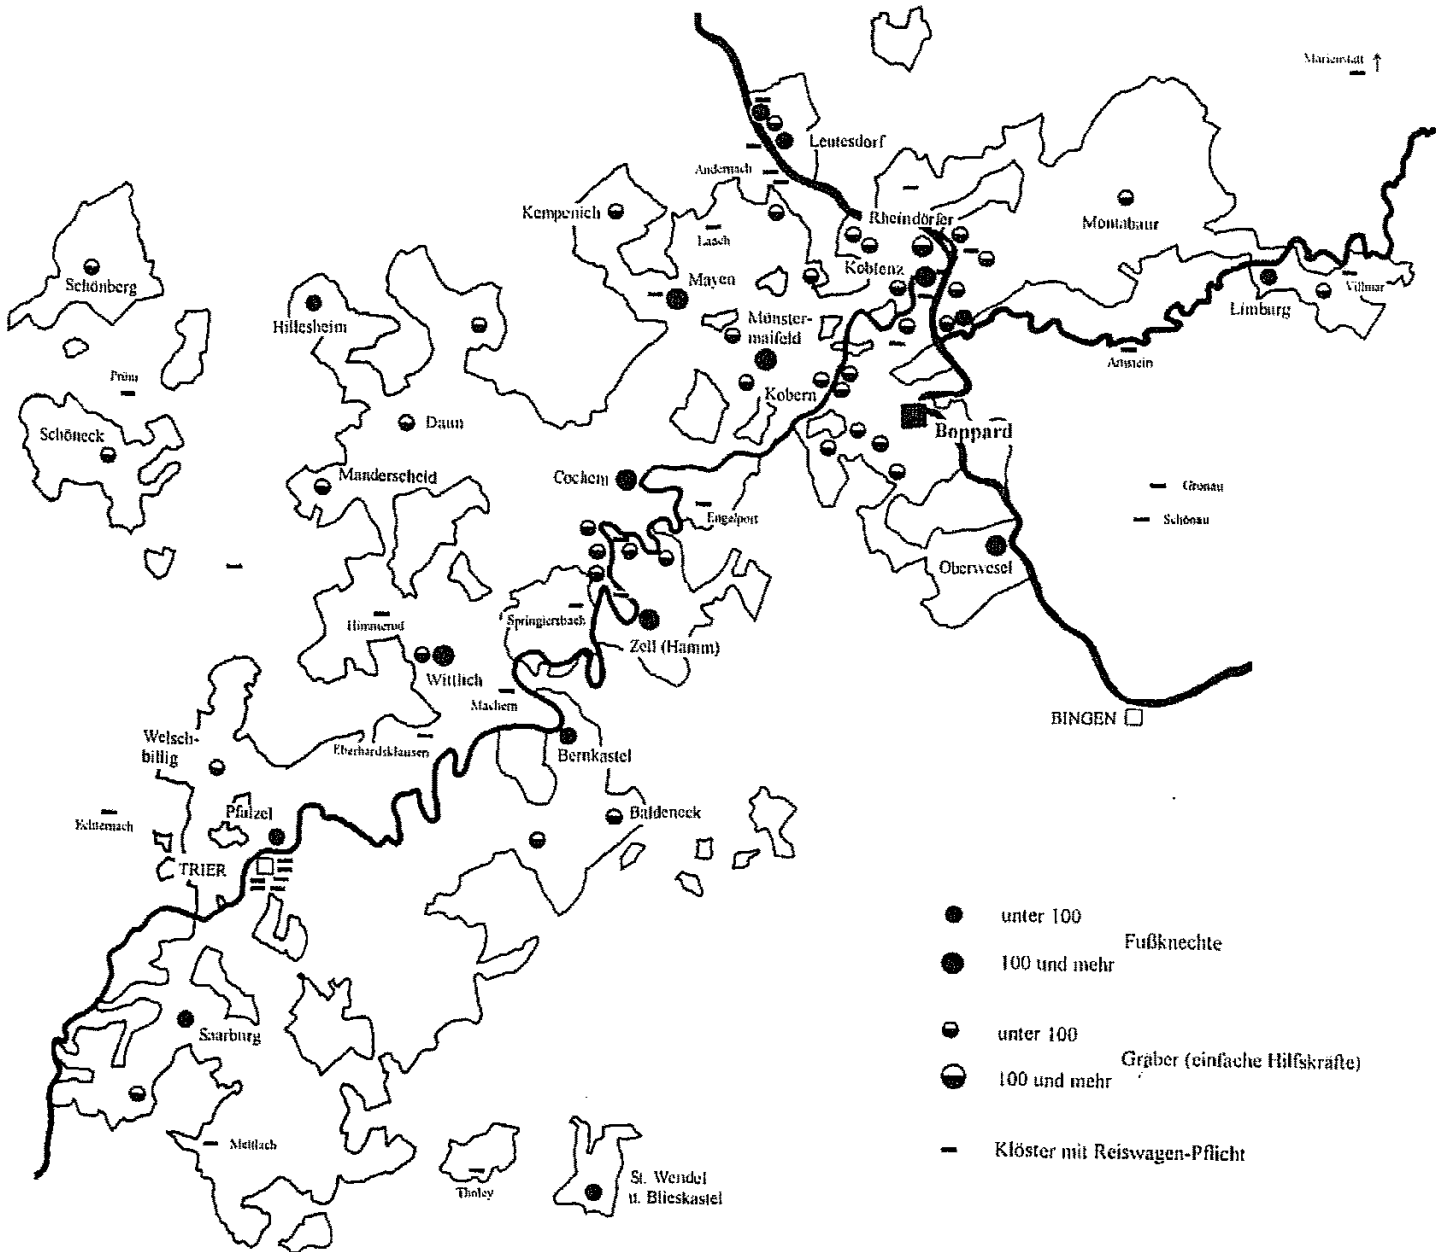 Marienstatt ↑
Leutesdorf
Andernach
Kempenich
Laach
Rheindörfer
Montabaur
Schönberg
Koblenz
Mayen
Hillesheim
Münster-
maifeld
Limburg
Villmar
Arnstein
Prüm
Kobern
Schöneck
Daun
Boppard
Manderscheid
Cochem
Engelport
Gronau
Schönau
Oberwesel
Himmerod
Springiersbach
Zell (Hamm)
Wittlich
Machern
BINGEN
Welsch-
billig
Eberhardsklausen
Bernkastel
Echternach
Pfalzel
Baldeneck
TRIER
Saarburg
Mettlach
Tholey
St. Wendel
u. Blieskastel
unter 100
Fußknechte
100 und mehr
unter 100
Gräber (einfache Hilfskräfte)
100 und mehr
Klöster mit Reiswagen-Pflicht